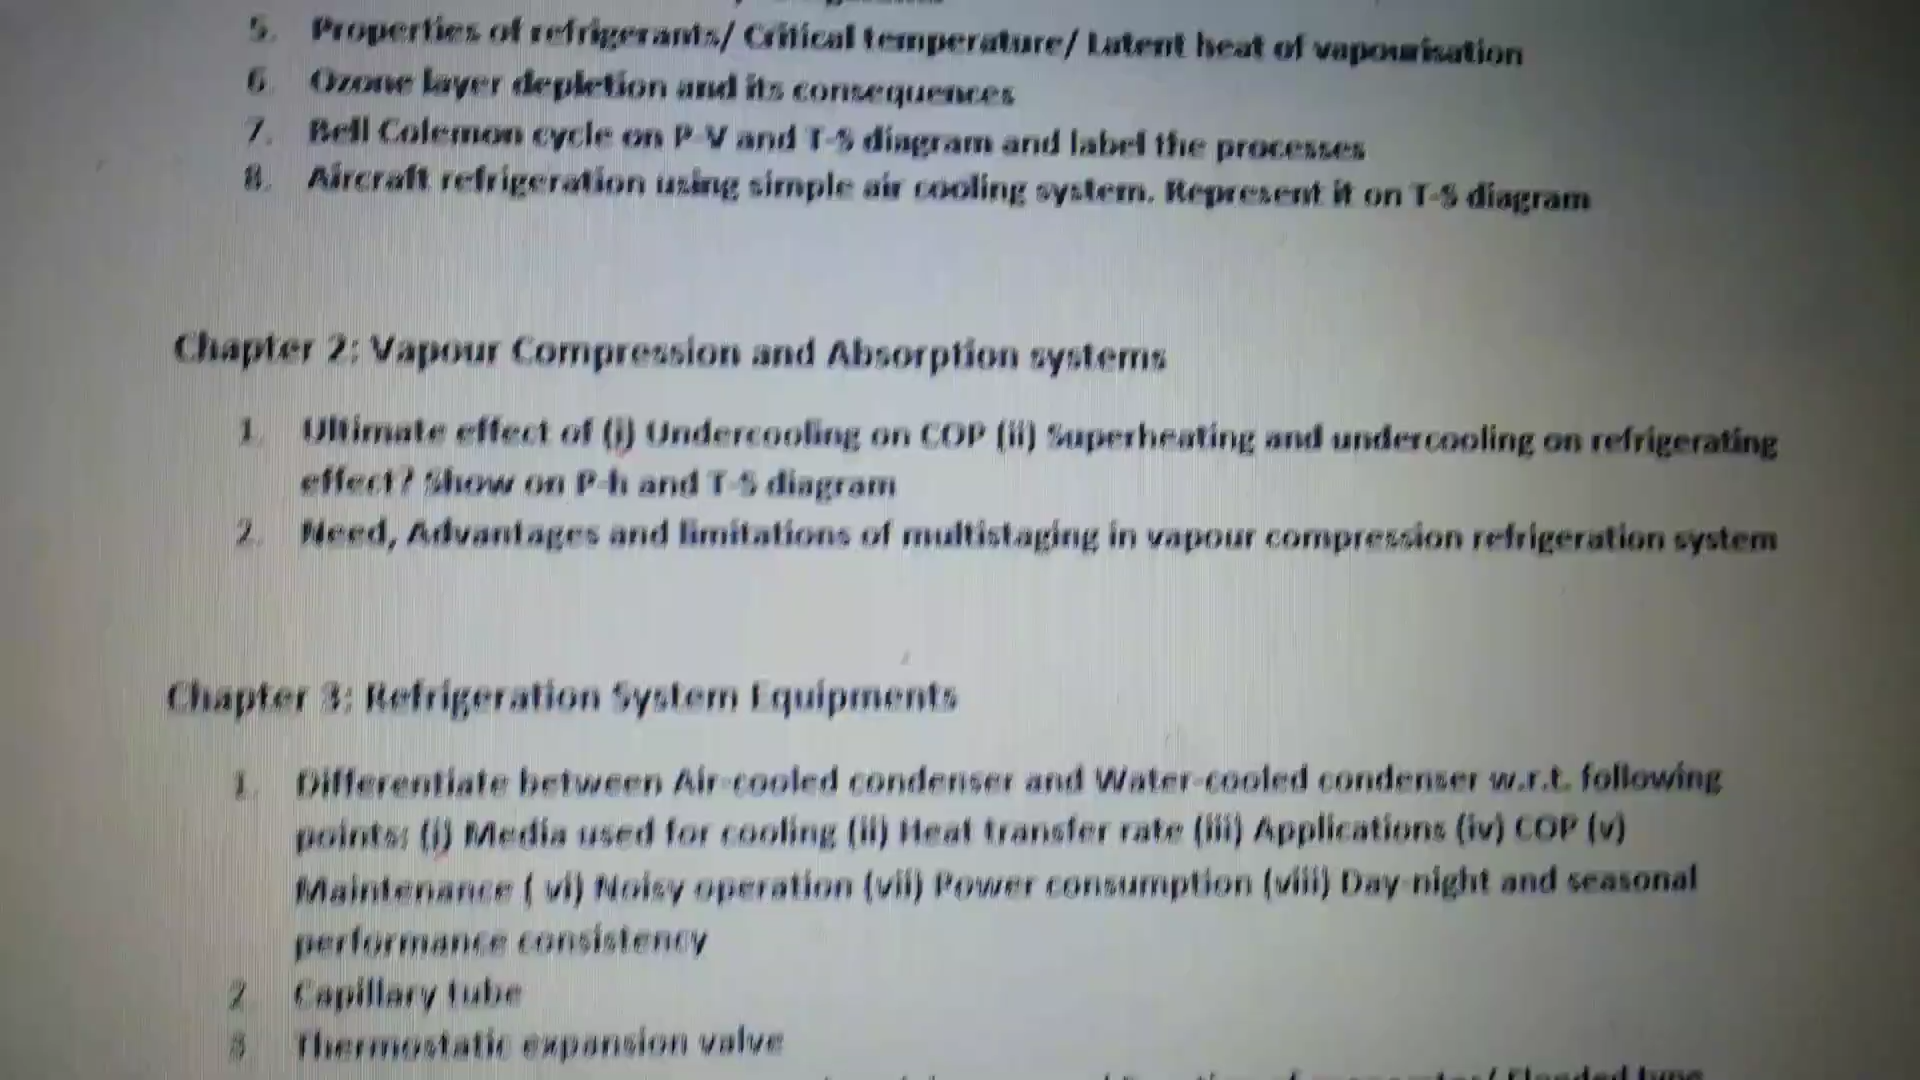 5. Properties of refrigerants/ Critical temperature/ Latent heat of vapourisation
6. Ozone layer depletion and its consequences
7. Bell Colemon cycle on P-V and T-S diagram and label the processes
8. Aircraft refrigeration using simple air cooling system. Represent it on T-S diagram
Chapter 2: Vapour Compression and Absorption systems
1. Ultimate effect of (i) Undercooling on COP (ii) Superheating and undercooling on refrigerating
effect? Show on P-h and T-S diagram
2. Need, Advantages and limitations of multistaging in vapour compression refrigeration system
Chapter 3: Refrigeration System Equipments
1. Differentiate between Air-cooled condenser and Water-cooled condenser w.r.t. following
points: (i) Media used for cooling (ii) Heat transfer rate (iii) Applications (iv) COP (v)
Maintenance ( vi) Noisy operation (vii) Power consumption (viii) Day-night and seasonal
performance consistency
2. Capillary tube
3. Thermostatic expansion valve